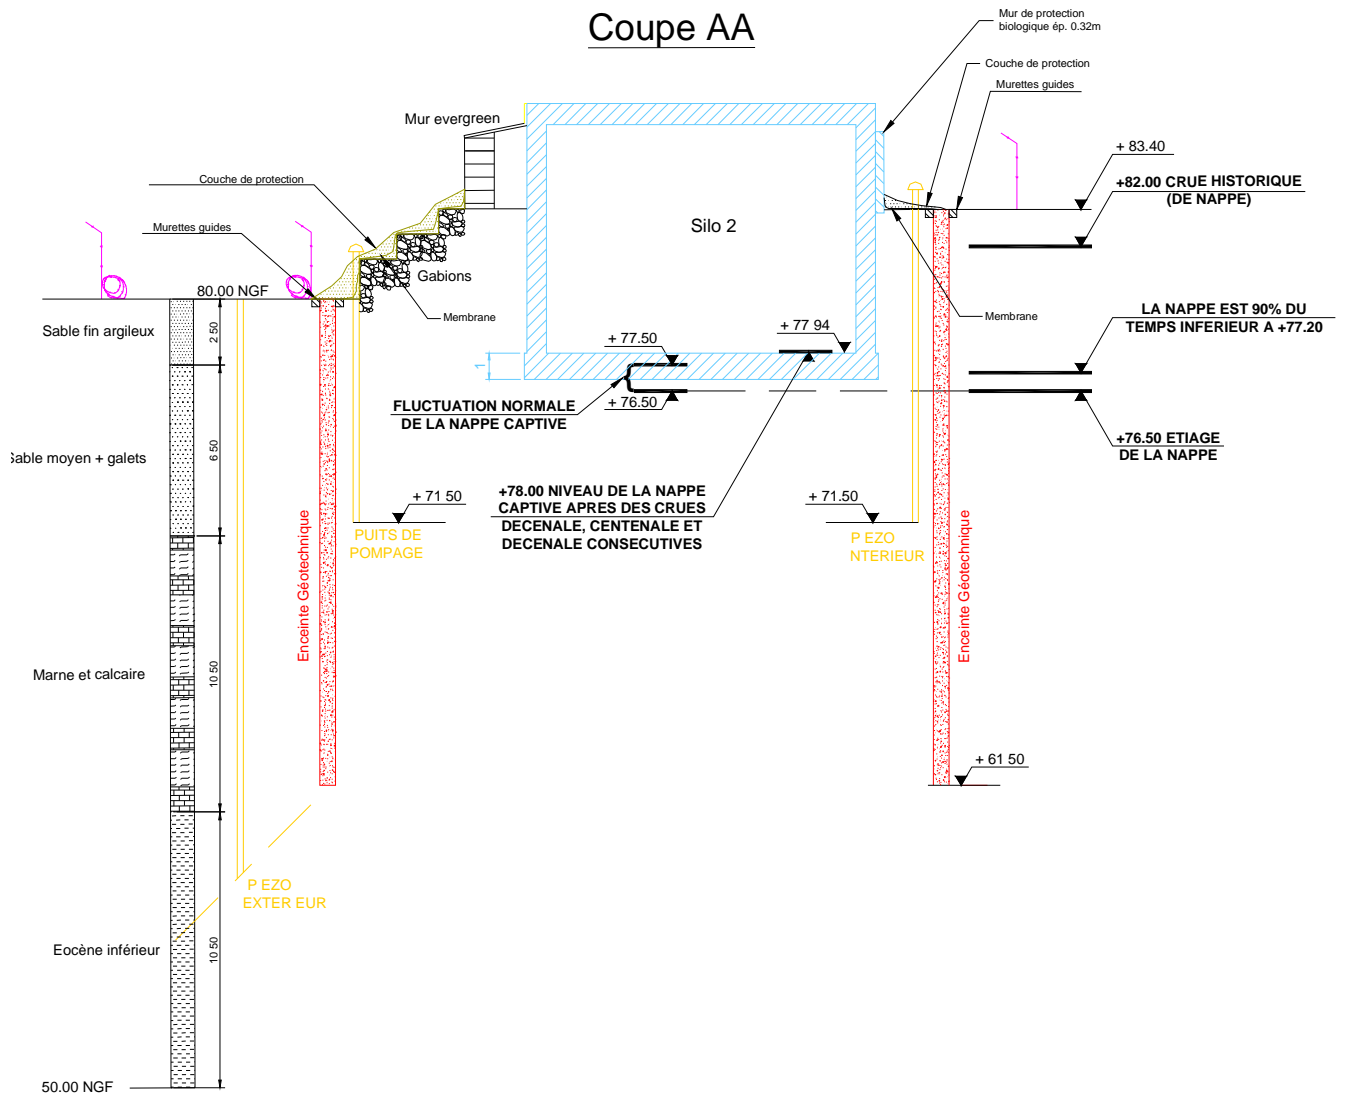 Coupe AA
Mur de protection
biologique ép. 0.32m
Couche de protection
Murettes guides
Mur evergreen
+ 83.40
+82.00 CRUE HISTORIQUE
(DE NAPPE)
Couche de protection
Silo 2
Murettes guides
Gabions
80.00 NGF
Membrane
Membrane
LA NAPPE EST 90% DU
TEMPS INFERIEUR A +77.20
Sable fin argileux
2 50
+ 77.50
+ 77 94
1
+ 76.50
FLUCTUATION NORMALE
DE LA NAPPE CAPTIVE
+76.50 ETIAGE
DE LA NAPPE
Sable moyen + galets
6 50
+ 71 50
+78.00 NIVEAU DE LA NAPPE
CAPTIVE APRES DES CRUES
DECENALE, CENTENALE ET
DECENALE CONSECUTIVES
+ 71.50
PUITS DE
POMPAGE
P EZO
NTERIEUR
Enceinte Géotechnique
Enceinte Géotechnique
Marne et calcaire
10 50
+ 61 50
P EZO
EXTER EUR
Eocène inférieur
10 50
50.00 NGF